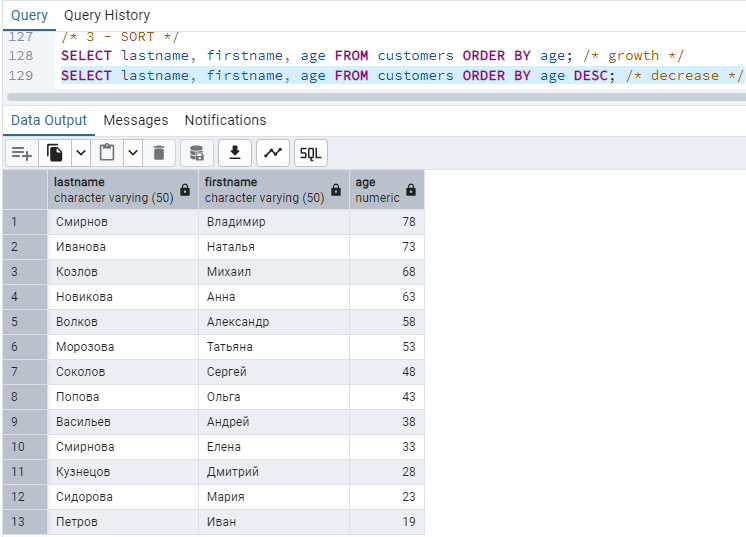 Query Query History
127 /* 3 - SORT */
128 SELECT lastname, firstname, age FROM customers ORDER BY age; /* growth */
129 SELECT lastname, firstname, age FROM customers ORDER BY age DESC; /* decrease */
Data Output Messages Notifications
SQL
lastname firstname age
character varying (50) character varying (50) numeric
1 Смирнов Владимир 78
2 Иванова Наталья 73
3 Козлов Михаил 68
4 Новикова Анна 63
5 Волков Александр 58
6 Морозова Татьяна 53
7 Соколов Сергей 48
8 Попова Ольга 43
9 Васильев Андрей 38
10 Смирнова Елена 33
11 Кузнецов Дмитрий 28
12 Сидорова Мария 23
13 Петров Иван 19